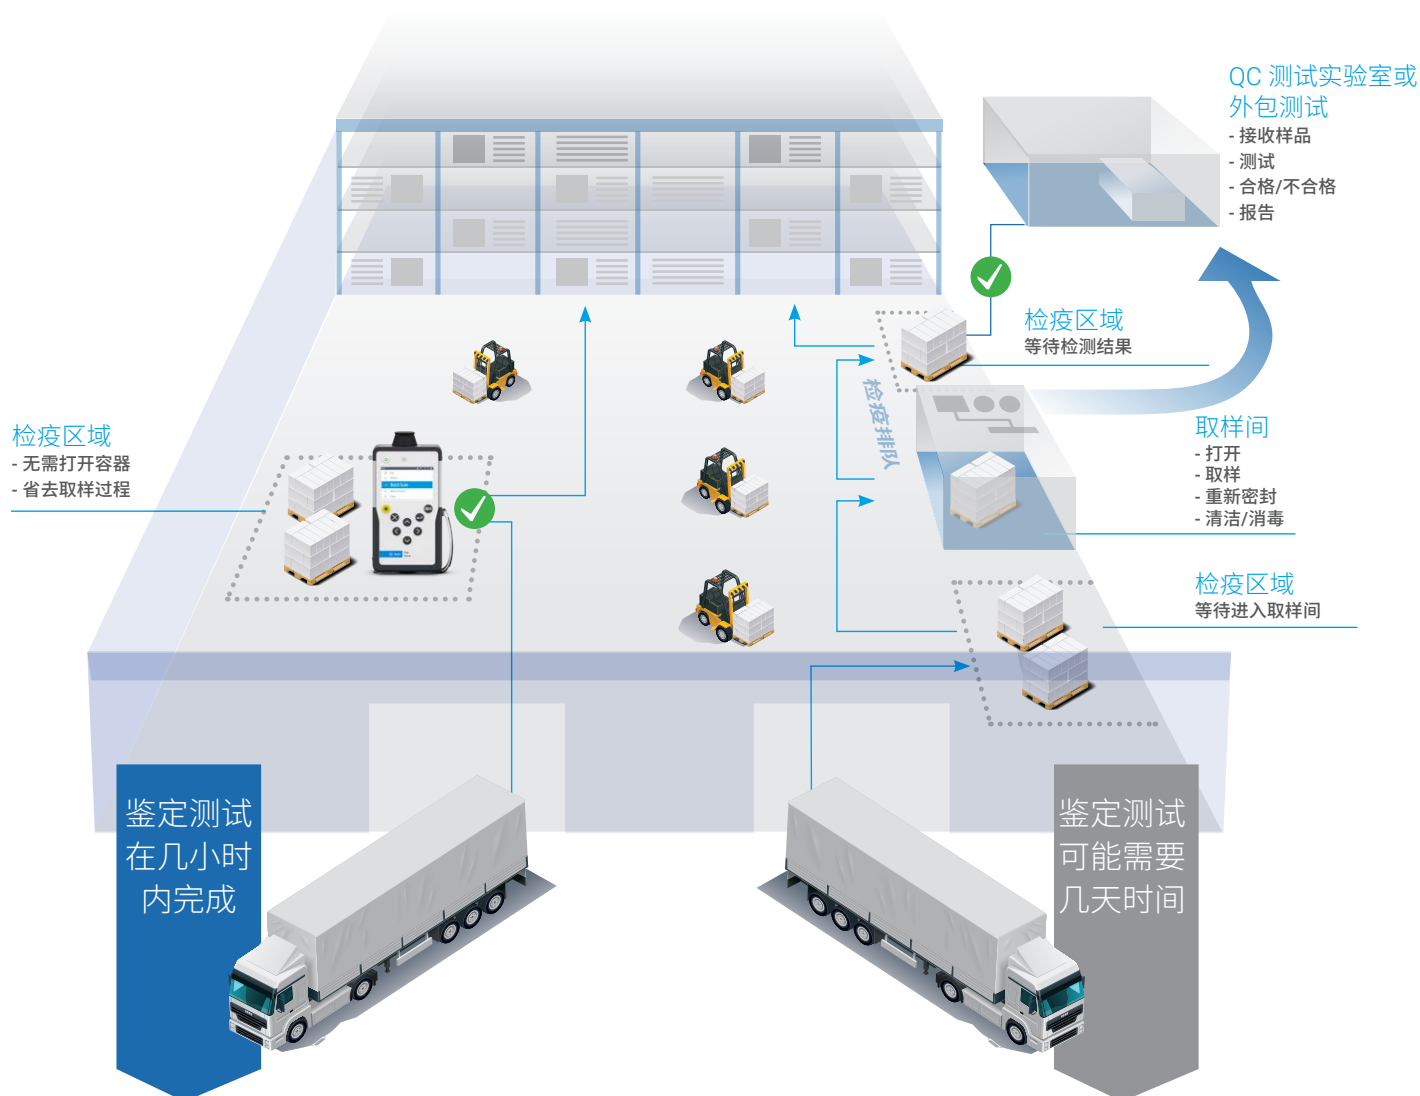 QC 测试实验室或
外包测试
- 接收样品
- 测试
- 合格/不合格
- 报告
检疫区域
等待检测结果
检疫排队
取样间
- 打开
- 取样
- 重新密封
- 清洁/消毒
检疫区域
- 无需打开容器
- 省去取样过程
检疫区域
等待进入取样间
鉴定测试
在几小时
内完成
鉴定测试
可能需要
几天时间